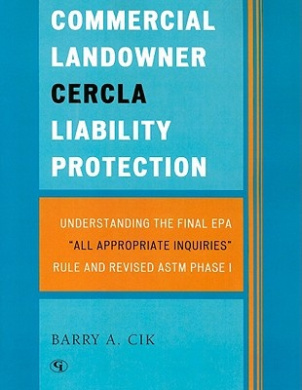 COMMERCIAL
LANDOWNER
CERCLA
LIABILITY
PROTECTION
UNDERSTANDING THE FINAL EPA
"ALL APPROPRIATE INQUIRIES"
RULE AND REVISED ASTM PHASE I
BARRY A. CIK